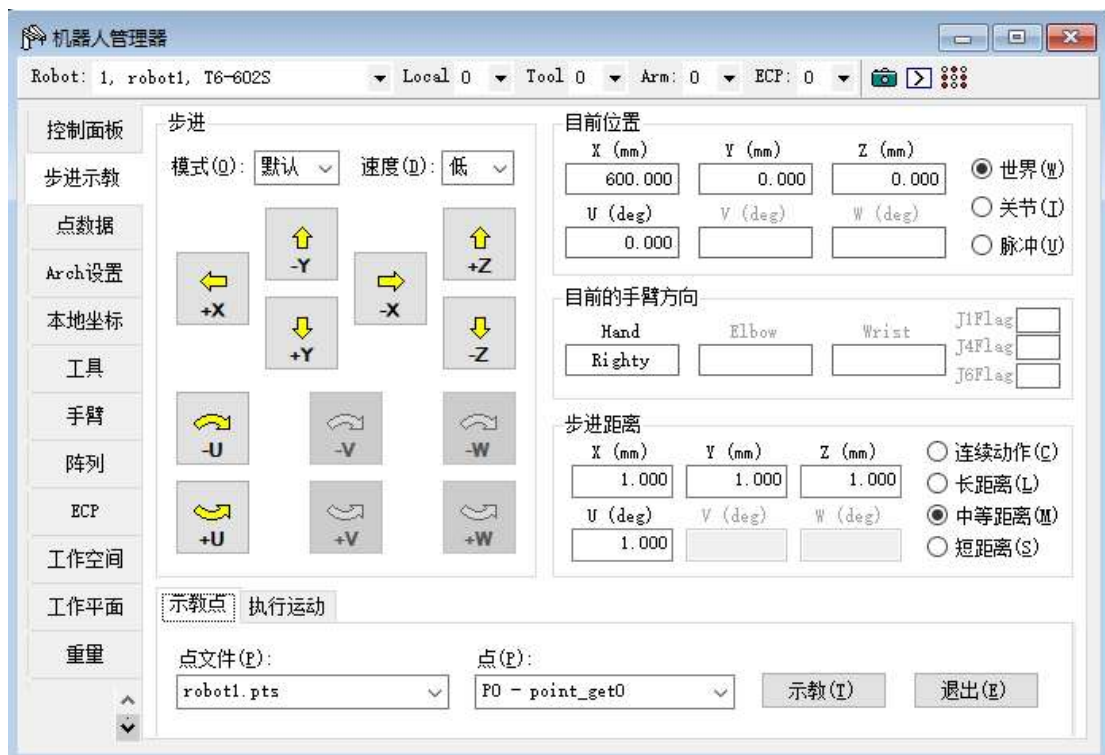 机器人管理器
Robot: 1, robot1, T6-602S Local 0 Tool 0 Arm: 0 ECP: 0
控制面板
步进示教
点数据
Arch设置
本地坐标
工具
手臂
阵列
ECP
工作空间
工作平面
重量
步进
模式(O): 默认 速度(D): 低
-Y
+Z
+X
-X
+Y
-Z
-U -V -W
+U +V +W
目前位置
X (mm) Y (mm) Z (mm)
600.000 0.000 0.000
U (deg) V (deg) W (deg)
0.000
世界(W)
关节(I)
脉冲(U)
目前的手臂方向
Hand Elbow Wrist
Righty
J1Flag
J4Flag
J6Flag
步进距离
X (mm) Y (mm) Z (mm)
1.000 1.000 1.000
U (deg) V (deg) W (deg)
1.000
连续动作(C)
长距离(L)
中等距离(M)
短距离(S)
示教点 执行运动
点文件(P): 点(P):
robot1.pts P0 - point_get0 示教(T) 退出(E)